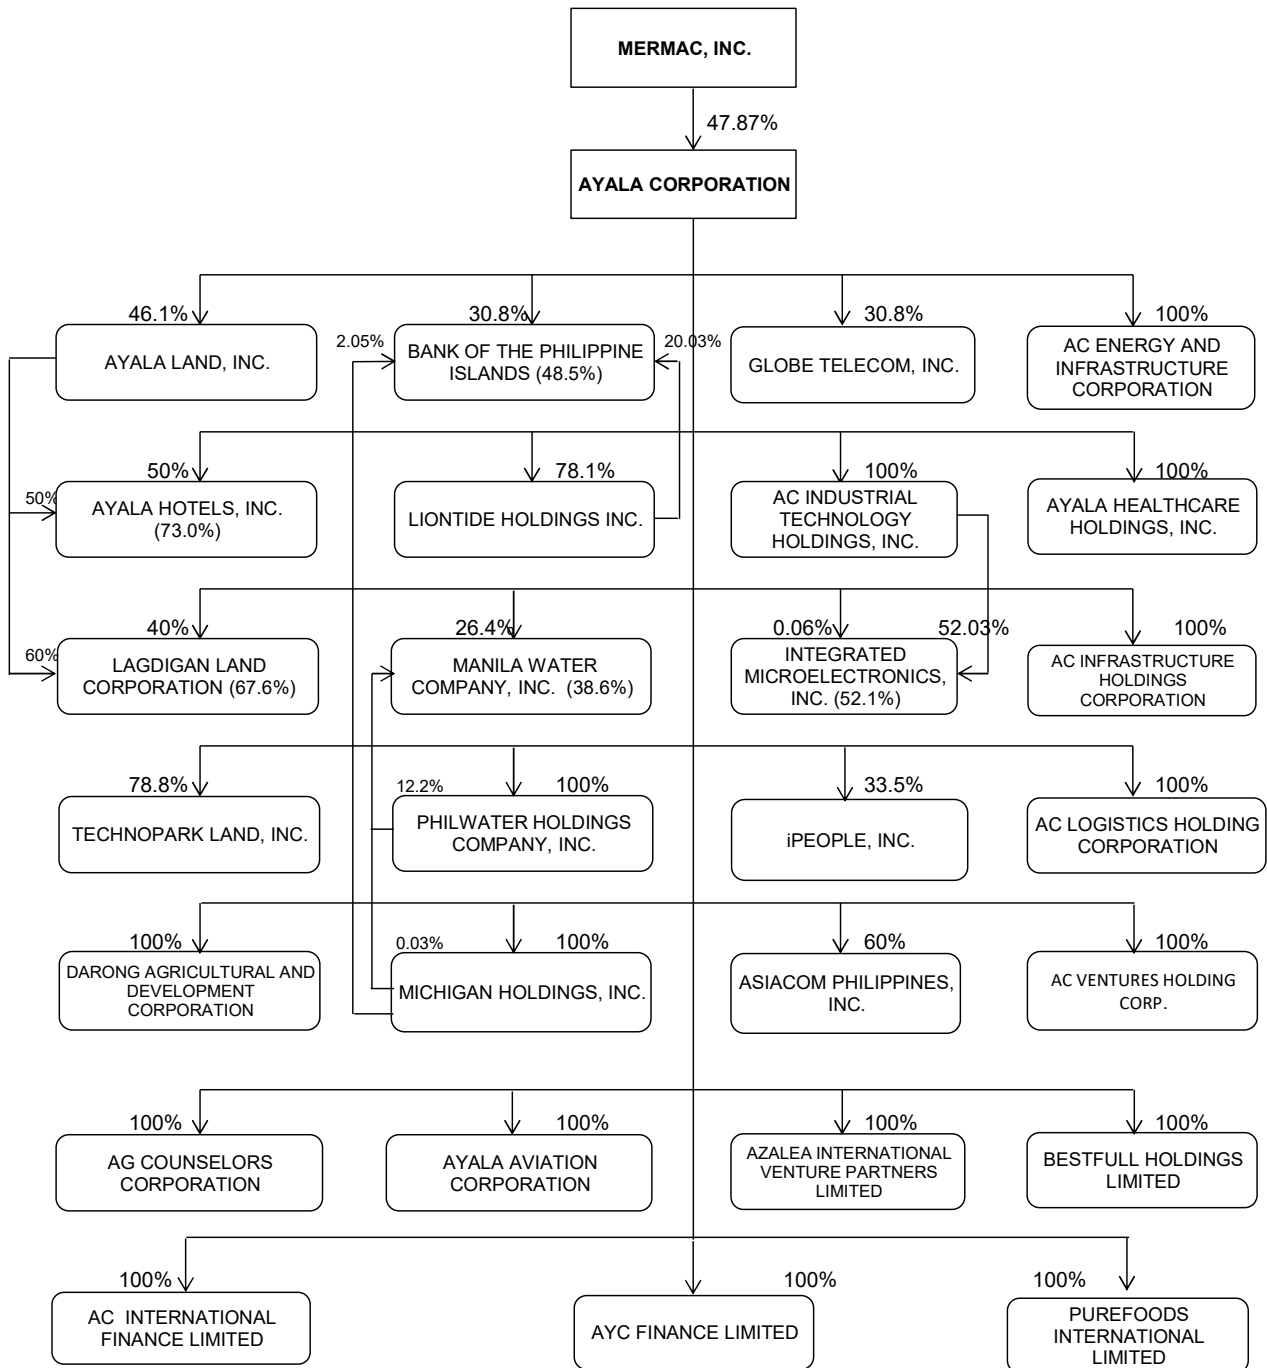 MERMAC, INC.
47.87%
AYALA CORPORATION
46.1%
30.8%
30.8%
100%
2.05%
20.03%
AYALA LAND, INC.
BANK OF THE PHILIPPINE
ISLANDS (48.5%)
GLOBE TELECOM, INC.
AC ENERGY AND
INFRASTRUCTURE
CORPORATION
50%
78.1%
100%
100%
50%
AYALA HOTELS, INC.
(73.0%)
LIONTIDE HOLDINGS INC.
AC INDUSTRIAL
TECHNOLOGY
HOLDINGS, INC.
AYALA HEALTHCARE
HOLDINGS, INC.
40%
26.4%
0.06%
52.03%
100%
60%
LAGDIGAN LAND
CORPORATION (67.6%)
MANILA WATER
COMPANY, INC. (38.6%)
INTEGRATED
MICROELECTRONICS,
INC. (52.1%)
AC INFRASTRUCTURE
HOLDINGS
CORPORATION
78.8%
12.2%
100%
33.5%
100%
TECHNOPARK LAND, INC.
PHILWATER HOLDINGS
COMPANY, INC.
iPEOPLE, INC.
AC LOGISTICS HOLDING
CORPORATION
100%
0.03%
100%
60%
100%
DARONG AGRICULTURAL AND
DEVELOPMENT
CORPORATION
MICHIGAN HOLDINGS, INC.
ASIACOM PHILIPPINES,
INC.
AC VENTURES HOLDING
CORP.
100%
100%
100%
100%
AG COUNSELORS
CORPORATION
AYALA AVIATION
CORPORATION
AZALEA INTERNATIONAL
VENTURE PARTNERS
LIMITED
BESTFULL HOLDINGS
LIMITED
100%
100%
100%
AC INTERNATIONAL
FINANCE LIMITED
AYC FINANCE LIMITED
PUREFOODS
INTERNATIONAL
LIMITED